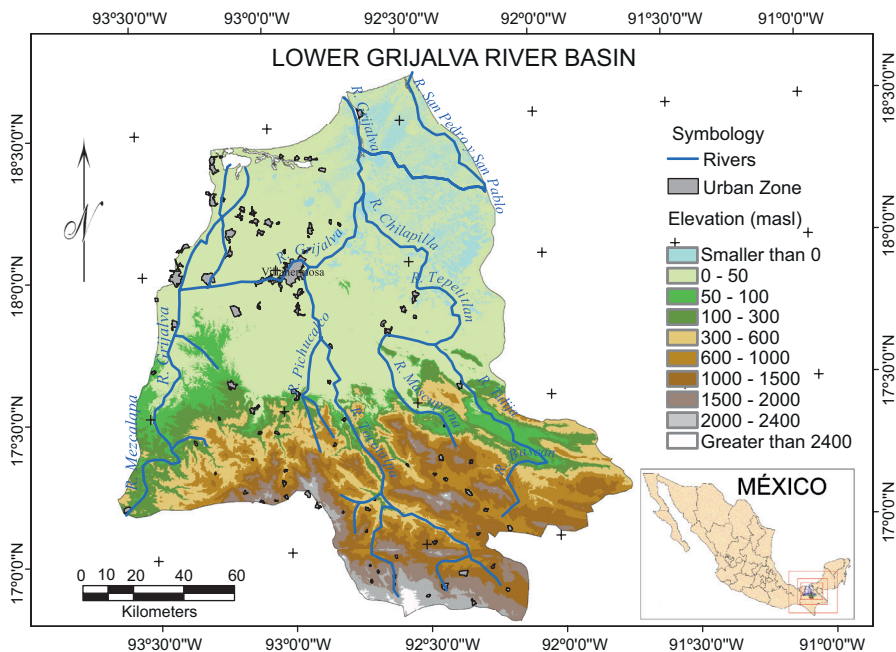 93°30'0"W 93°0'0"W 92°30'0"W 92°0'0"W 91°30'0"W 91°0'0"W
LOWER GRIJALVA RIVER BASIN
18°30'0"N
18°0'0"N
17°30'0"N
17°0'0"N
18°30'0"N
18°0'0"N
17°30'0"N
17°0'0"N
N
R. Grijalva
R. San Pedro y San Pablo
R. Chilapilla
R. Grijalva
Villahermosa
R. Tepetitlan
R. Grijalva
R. Pichucalco
R. Mezcalapa
R. Macuspana
R. Bascan
Symbology
Rivers
Urban Zone
Elevation (masl)
Smaller than 0
0 - 50
50 - 100
100 - 300
300 - 600
600 - 1000
1000 - 1500
1500 - 2000
2000 - 2400
Greater than 2400
MÉXICO
0 10 20 40 60
Kilometers
93°30'0"W 93°0'0"W 92°30'0"W 92°0'0"W 91°30'0"W 91°0'0"W